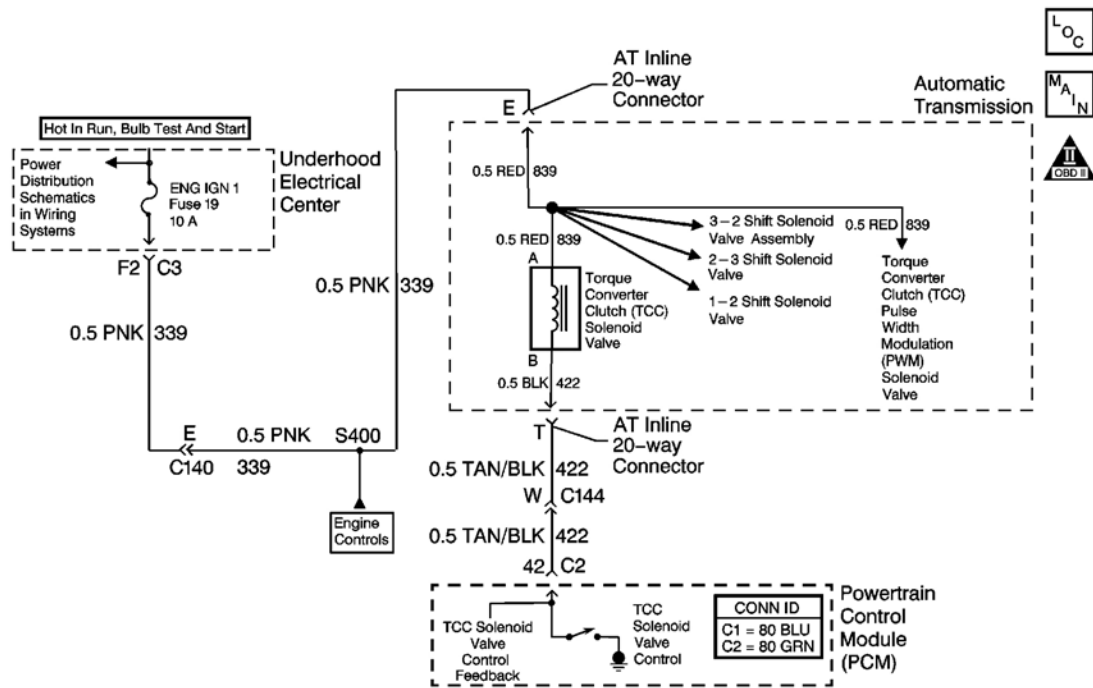 L
O
C
M
A
I
N
II
OBD II
AT Inline
20-way
Connector
E
Automatic
Transmission
Hot In Run, Bulb Test And Start
Power
Distribution
Schematics
in Wiring
Systems
ENG IGN 1
Fuse 19
10 A
Underhood
Electrical
Center
F2 C3
0.5 PNK 339
0.5 PNK 339
E
C140
0.5 PNK
339
S400
Engine
Controls
0.5 RED 839
0.5 RED 839
3-2 Shift Solenoid
Valve Assembly
2-3 Shift Solenoid
Valve
1-2 Shift Solenoid
Valve
0.5 RED 839
Torque
Converter
Clutch (TCC)
Pulse
Width
Modulation
(PWM)
Solenoid
Valve
A
Torque
Converter
Clutch (TCC)
Solenoid
Valve
B
0.5 BLK 422
T
AT Inline
20-way
Connector
0.5 TAN/BLK 422
W C144
0.5 TAN/BLK 422
42 C2
TCC Solenoid
Valve
Control
Feedback
TCC
Solenoid
Valve
Control
CONN ID
C1 = 80 BLU
C2 = 80 GRN
Powertrain
Control
Module
(PCM)